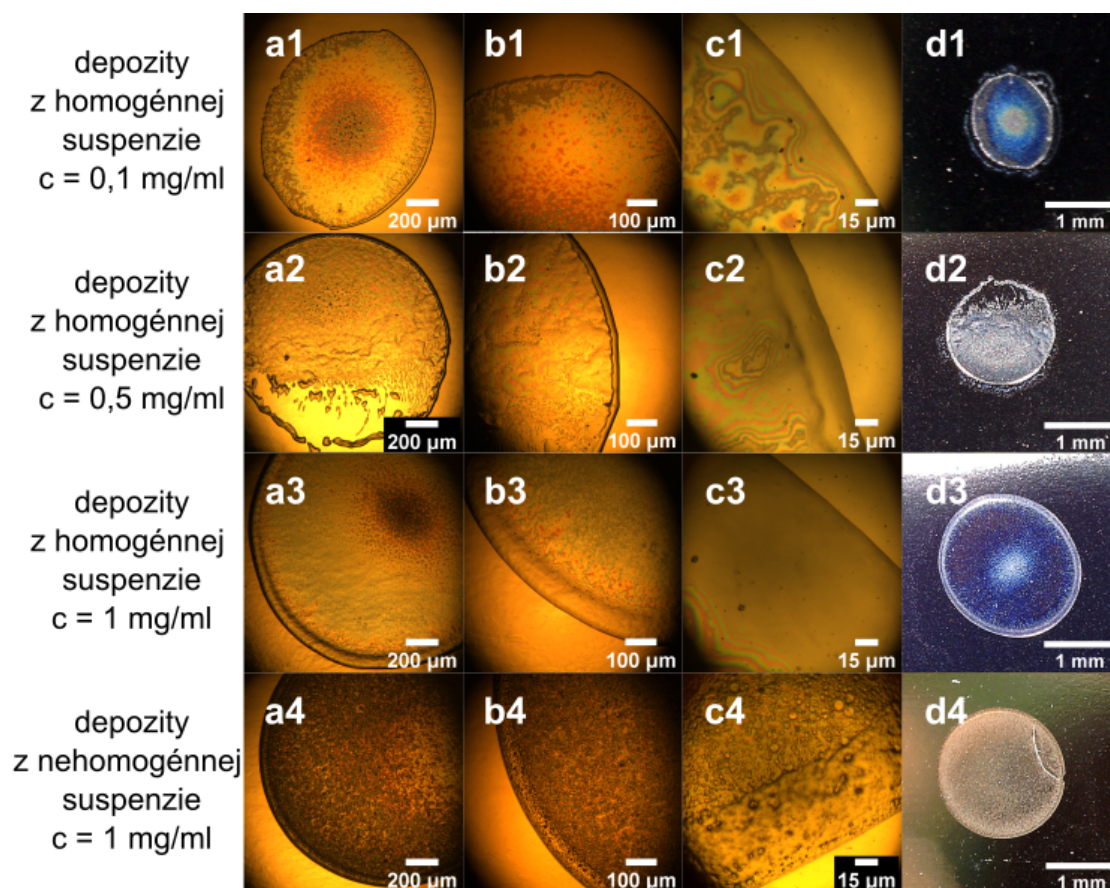 depozity
z homogénnej
suspenzie
c = 0,1 mg/ml
a1
b1
c1
d1
200 µm
100 µm
15 µm
1 mm
depozity
z homogénnej
suspenzie
c = 0,5 mg/ml
a2
b2
c2
d2
200 µm
100 µm
15 µm
1 mm
depozity
z homogénnej
suspenzie
c = 1 mg/ml
a3
b3
c3
d3
200 µm
100 µm
15 µm
1 mm
depozity
z nehomogénnej
suspenzie
c = 1 mg/ml
a4
b4
c4
d4
200 µm
100 µm
15 µm
1 mm